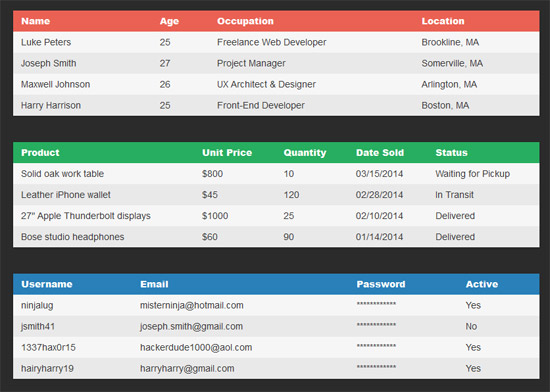 Name Age Occupation Location
Luke Peters 25 Freelance Web Developer Brookline, MA
Joseph Smith 27 Project Manager Somerville, MA
Maxwell Johnson 26 UX Architect & Designer Arlington, MA
Harry Harrison 25 Front-End Developer Boston, MA
Product Unit Price Quantity Date Sold Status
Solid oak work table $800 10 03/15/2014 Waiting for Pickup
Leather iPhone wallet $45 120 02/28/2014 In Transit
27" Apple Thunderbolt displays $1000 25 02/10/2014 Delivered
Bose studio headphones $60 90 01/14/2014 Delivered
Username Email Password Active
ninjalug misterninja@hotmail.com ************ Yes
jsmith41 joseph.smith@gmail.com ************ No
1337hax0r15 hackerdude1000@aol.com ************ Yes
hairyharry19 harryharry@gmail.com ************ Yes